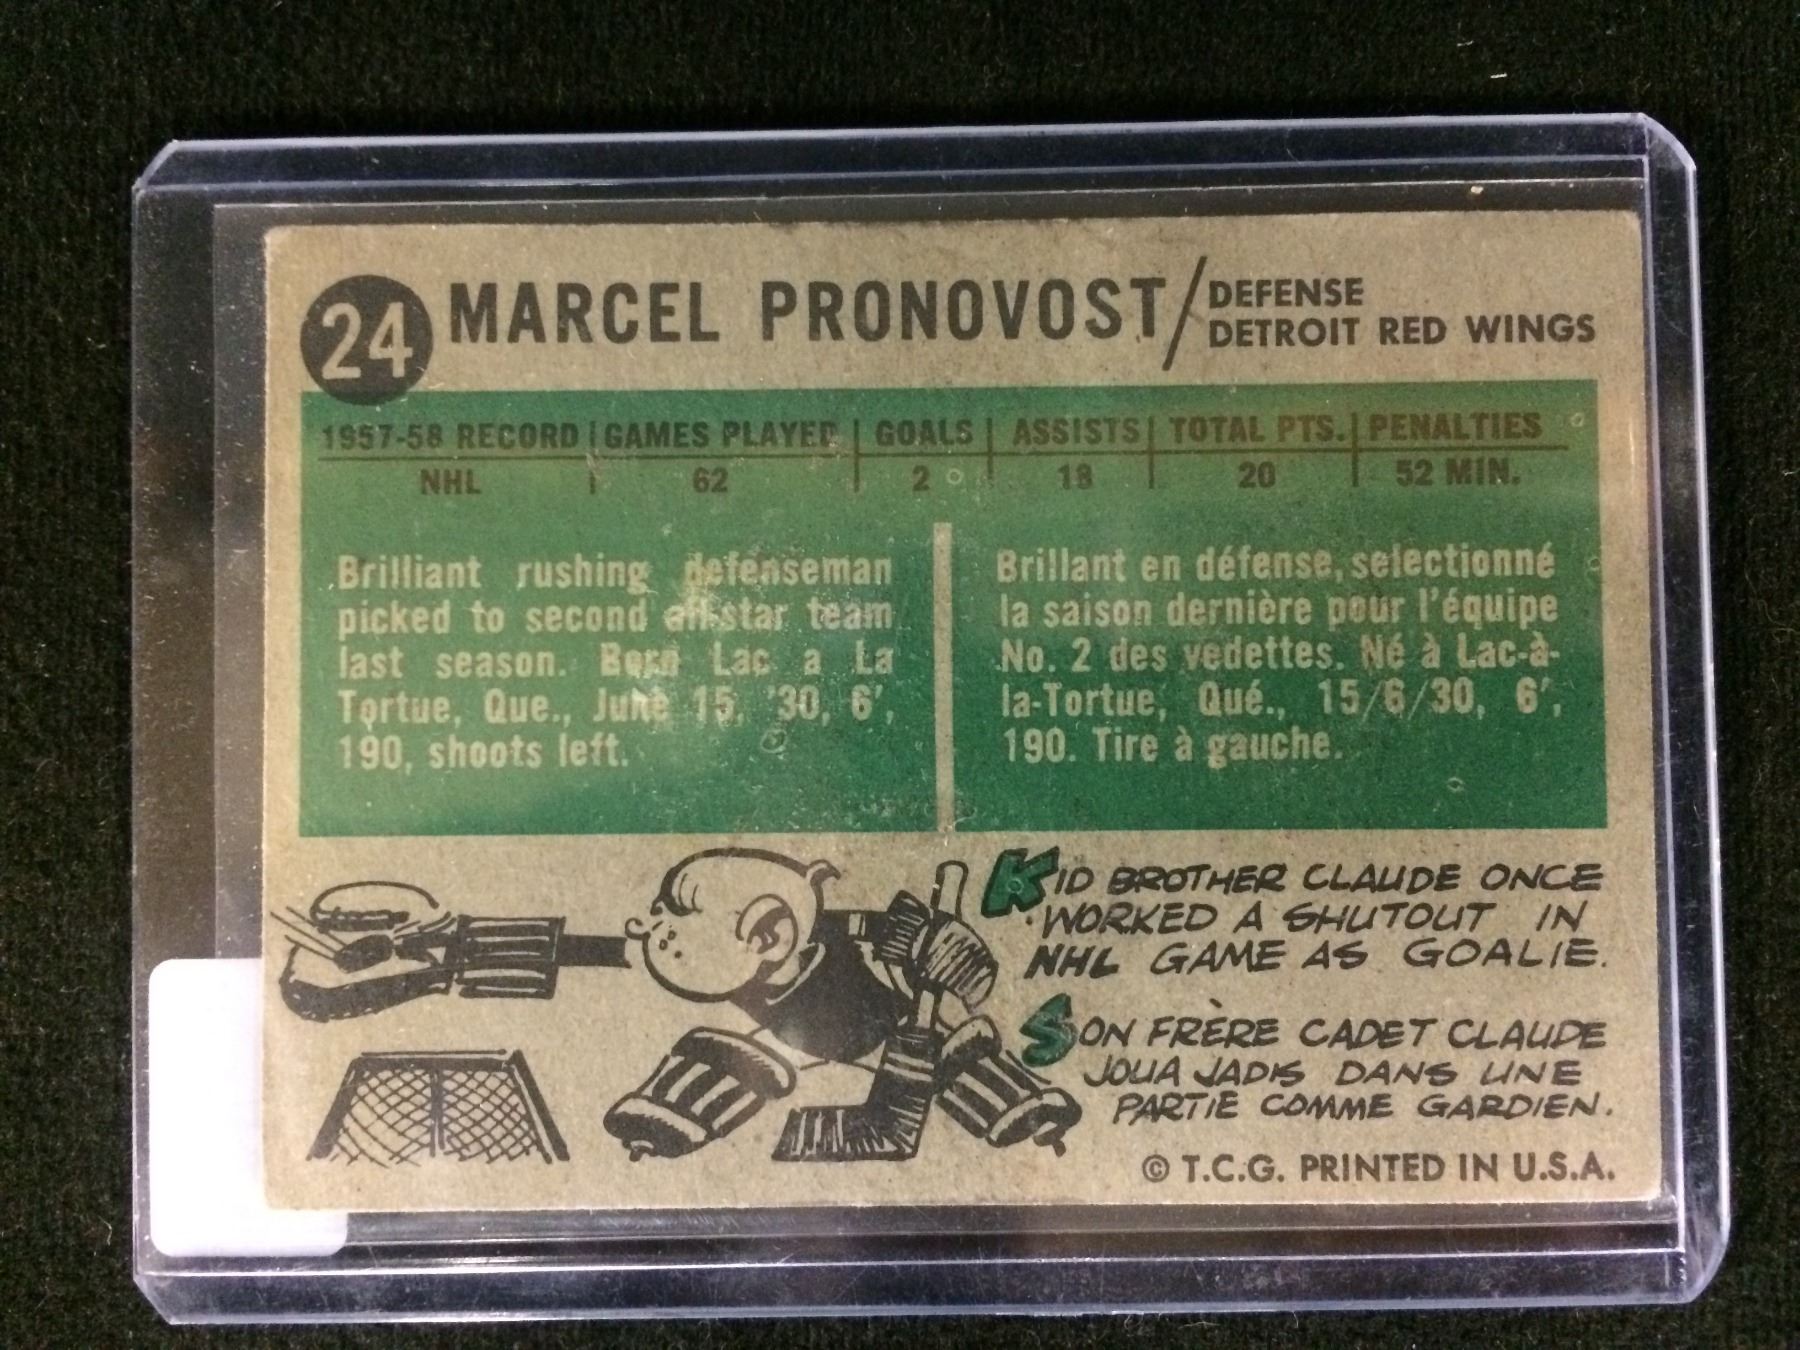 24 MARCEL PRONOVOST / DEFENSE
DETROIT RED WINGS
1957-58 RECORD GAMES PLAYED GOALS ASSISTS TOTAL PTS. PENALTIES
NHL 62 2 18 20 52 MIN.
Brilliant rushing defenseman
picked to second all-star team
last season. Born Lac a La
Tortue, Que., June 15, '30, 6',
190, shoots left.
Brillant en défense, selectionné
la saison dernière pour l'équipe
No. 2 des vedettes. Né à Lac-à-
la-Tortue, Qué., 15/6/30, 6',
190. Tire à gauche.
KID BROTHER CLAUDE ONCE
WORKED A SHUTOUT IN
NHL GAME AS GOALIE.
SON FRÈRE CADET CLAUDE
JOUA JADIS DANS UNE
PARTIE COMME GARDIEN.
© T.C.G. PRINTED IN U.S.A.